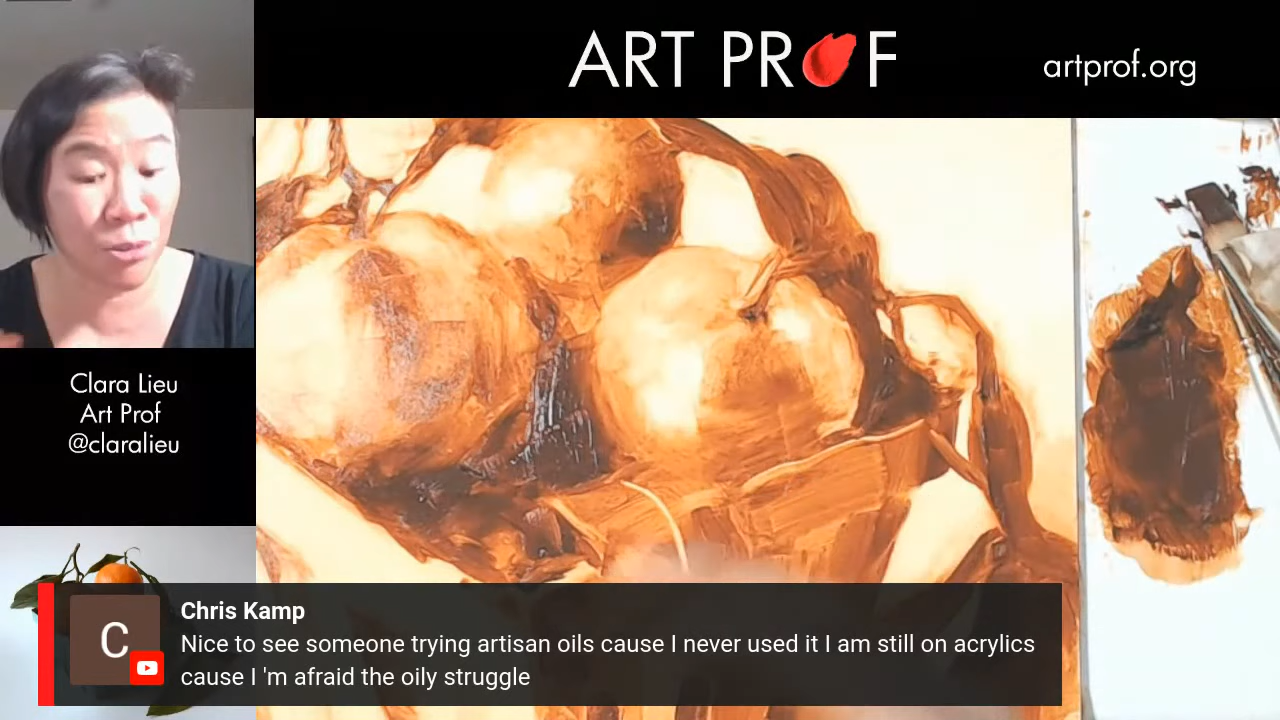 ART PROF
artprof.org
Clara Lieu
Art Prof
@claralieu
C
Chris Kamp
Nice to see someone trying artisan oils cause I never used it I am still on acrylics
cause I 'm afraid the oily struggle